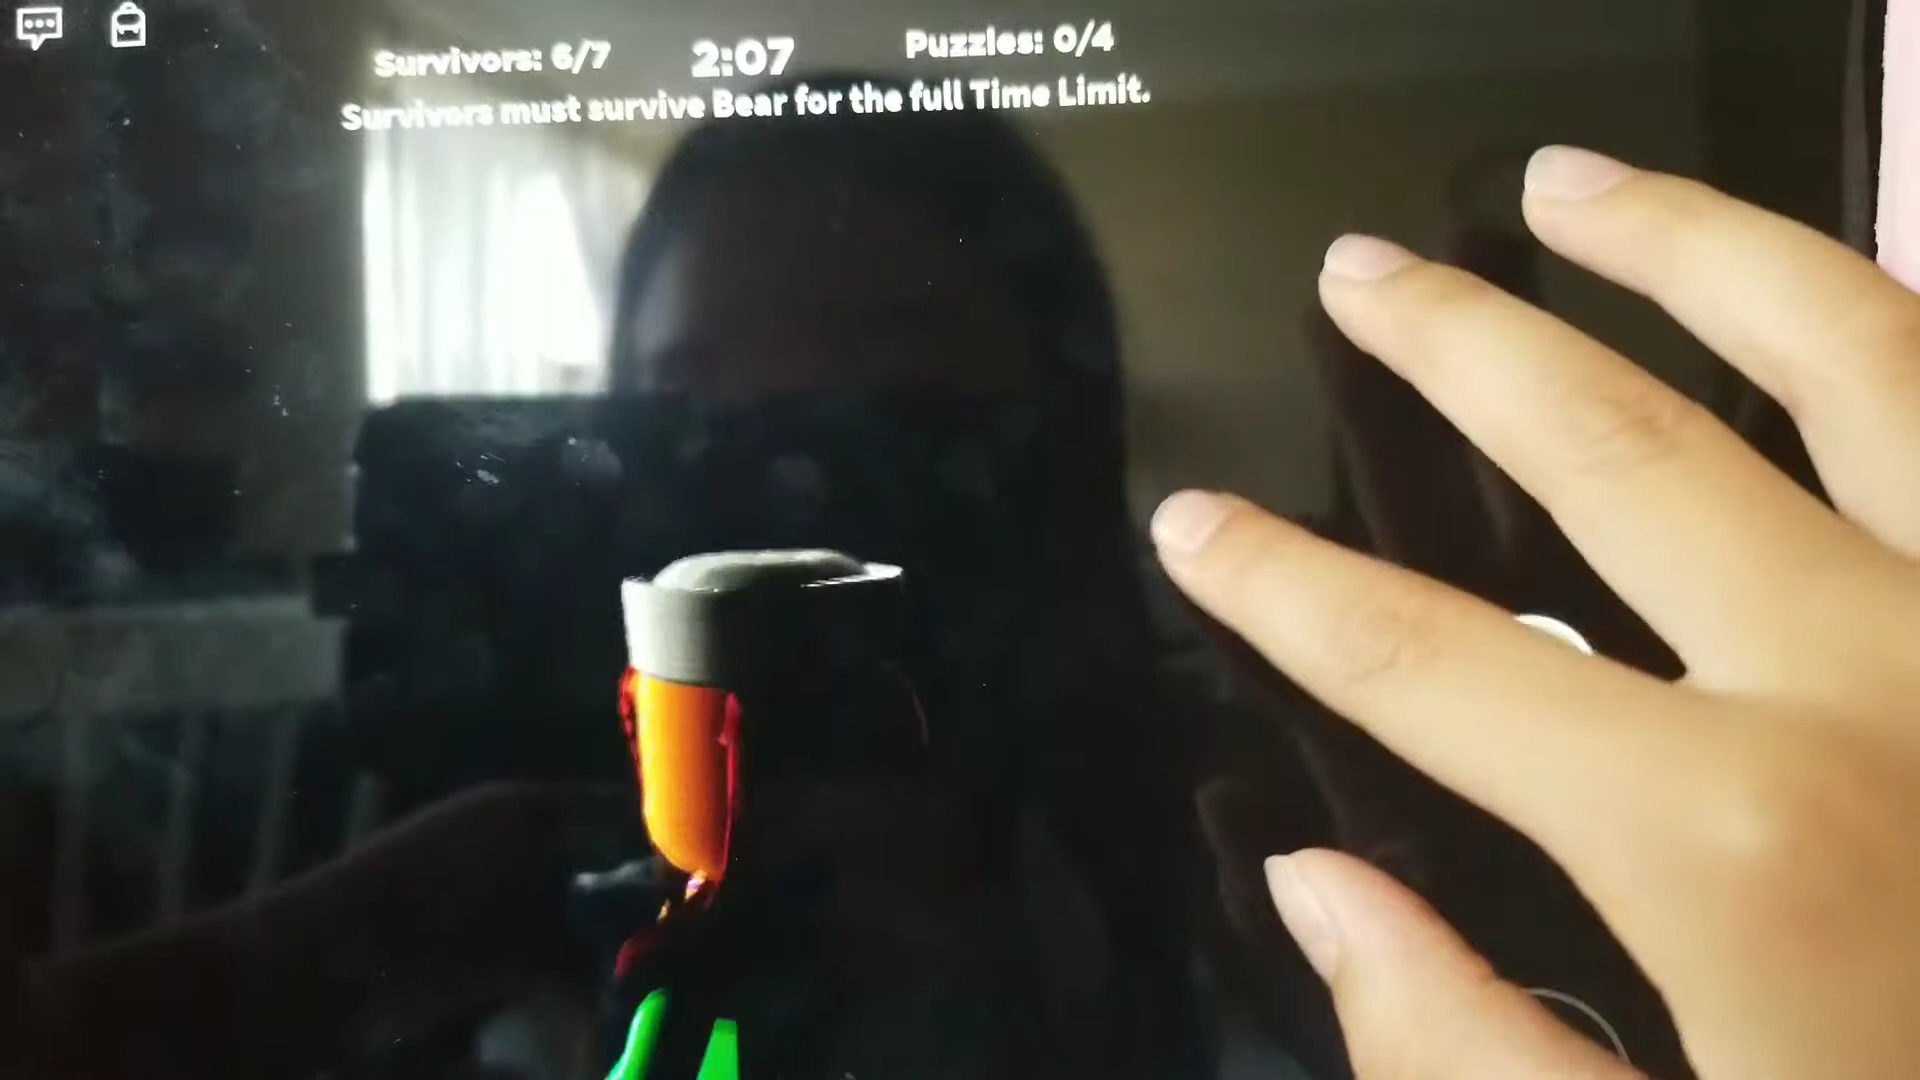 Survivors: 6/7 2:07 Puzzles: 0/4
Survivors must survive Bear for the full Time Limit.